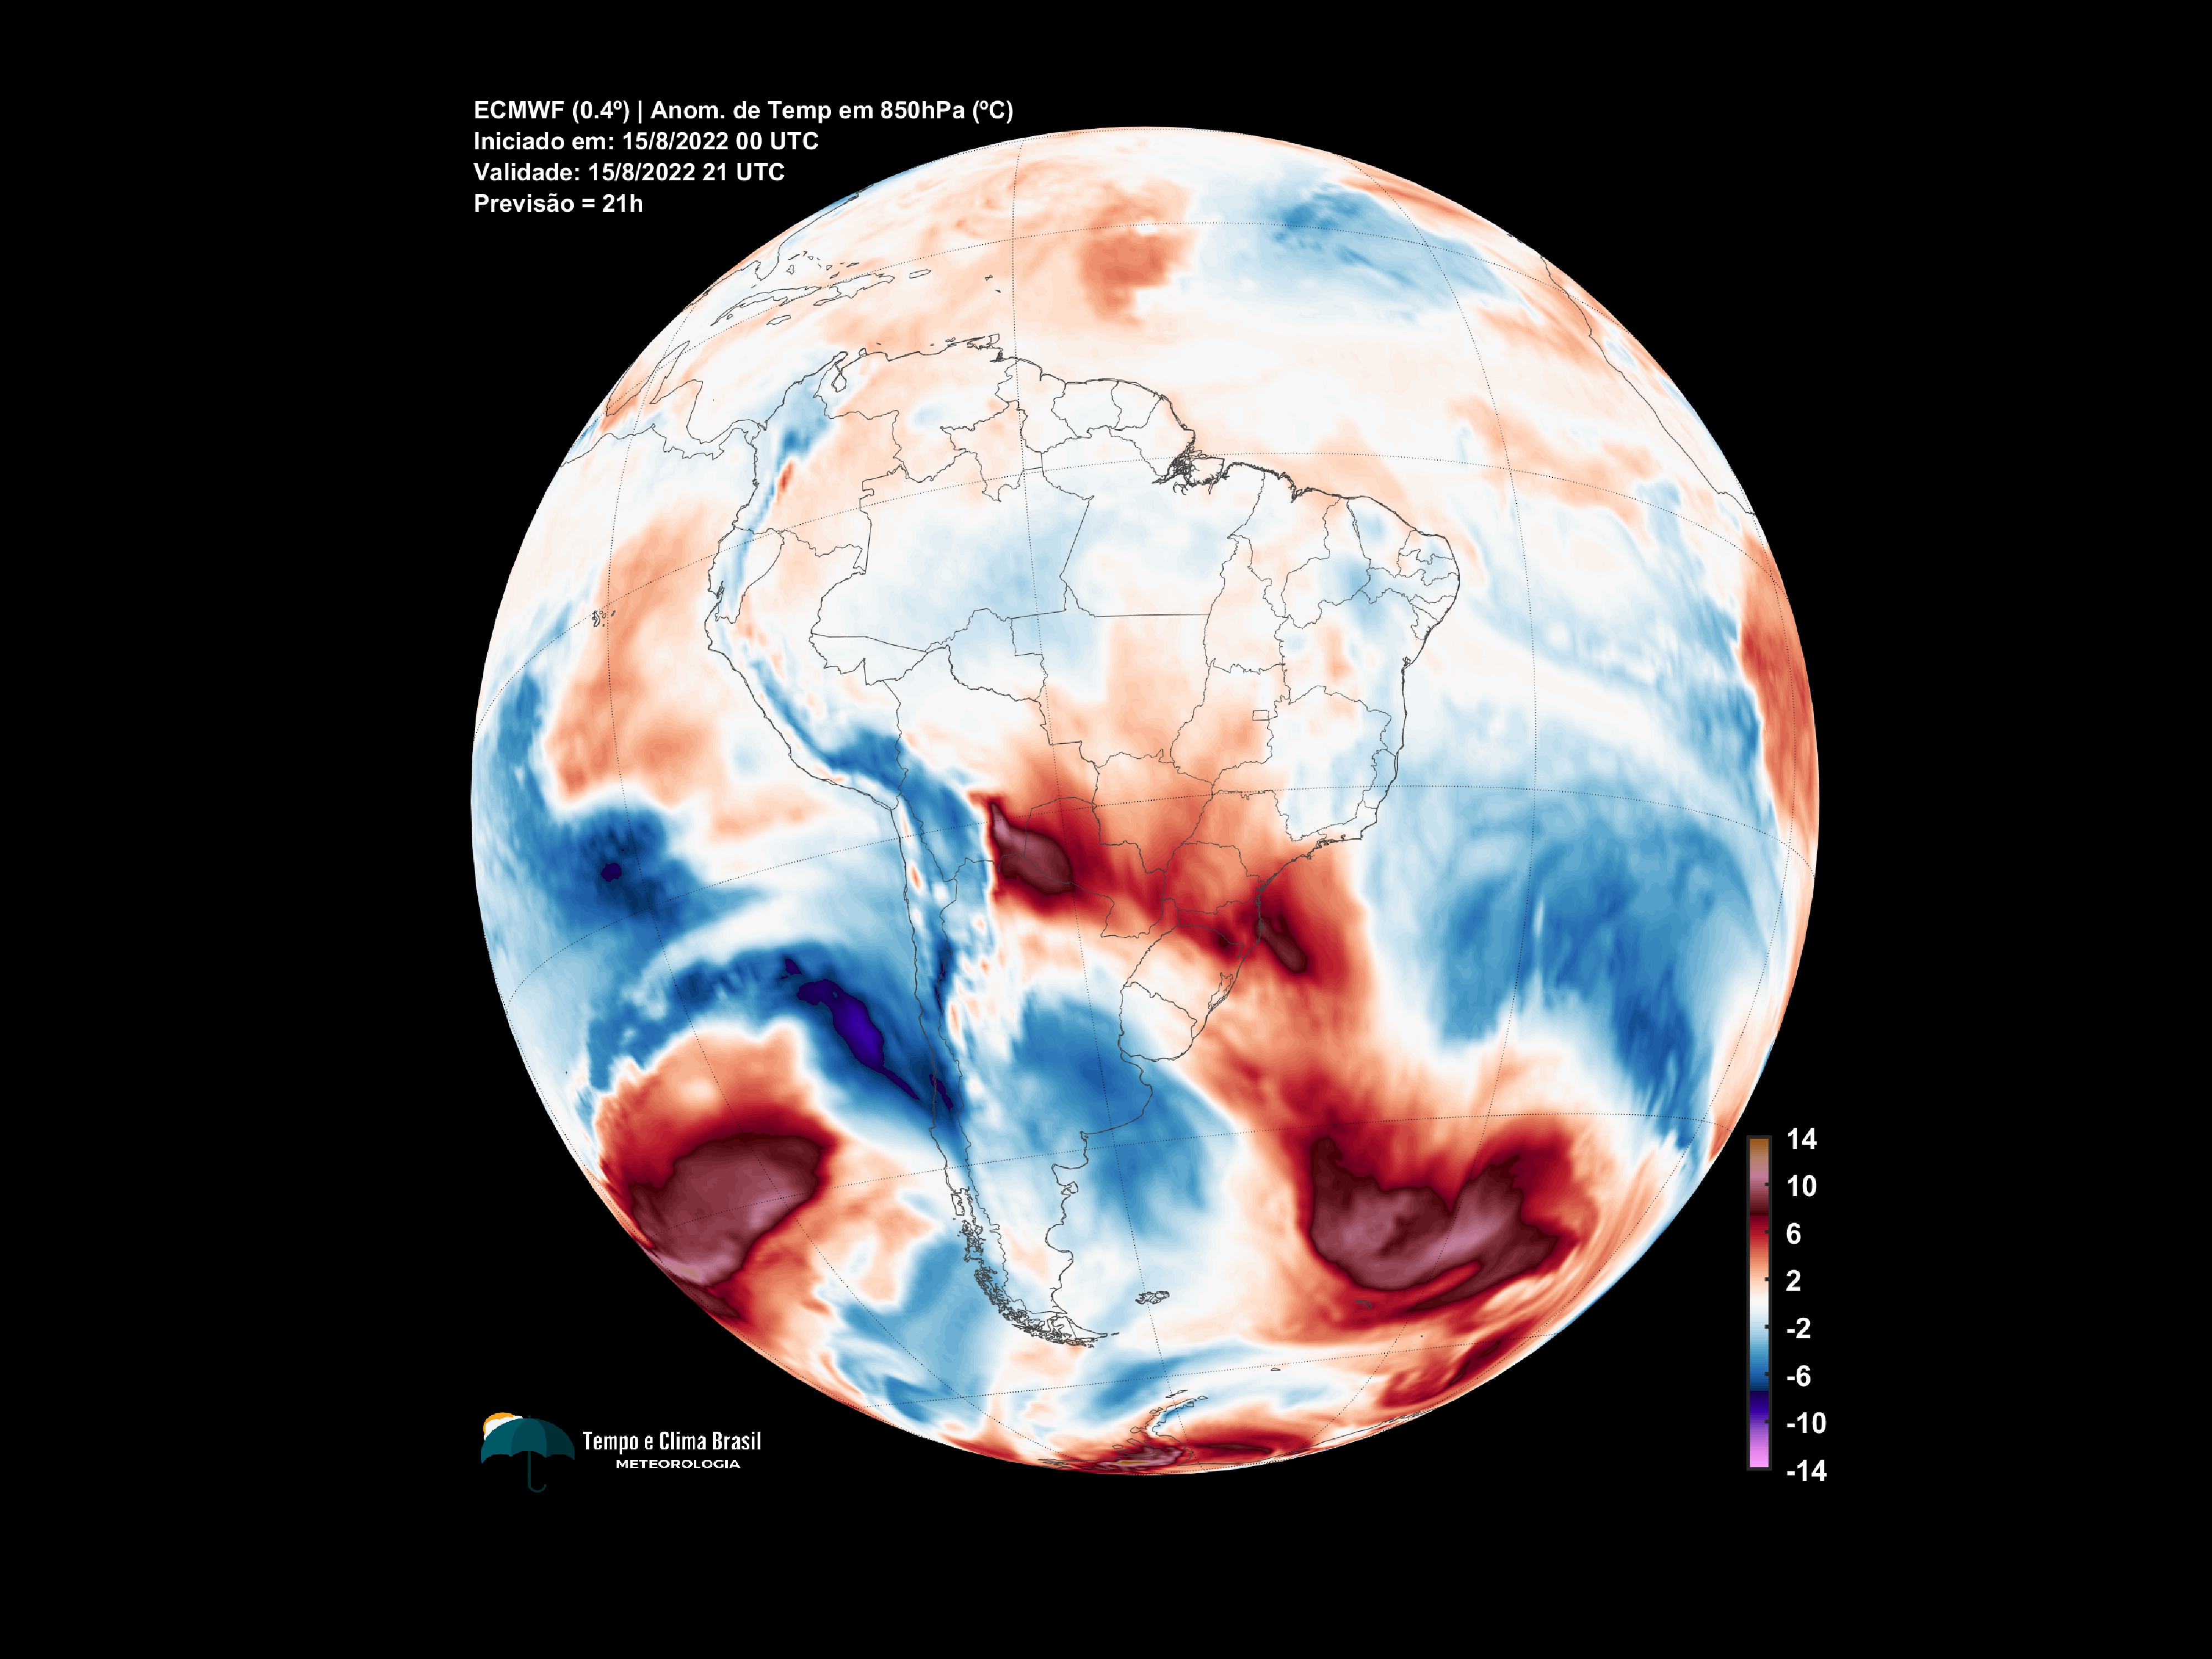 ECMWF (0.4º) | Anom. de Temp em 850hPa (ºC)
Iniciado em: 15/8/2022 00 UTC
Validade: 15/8/2022 21 UTC
Previsão = 21h
14
10
6
2
-2
-6
-10
-14
Tempo e Clima Brasil
METEOROLOGIA